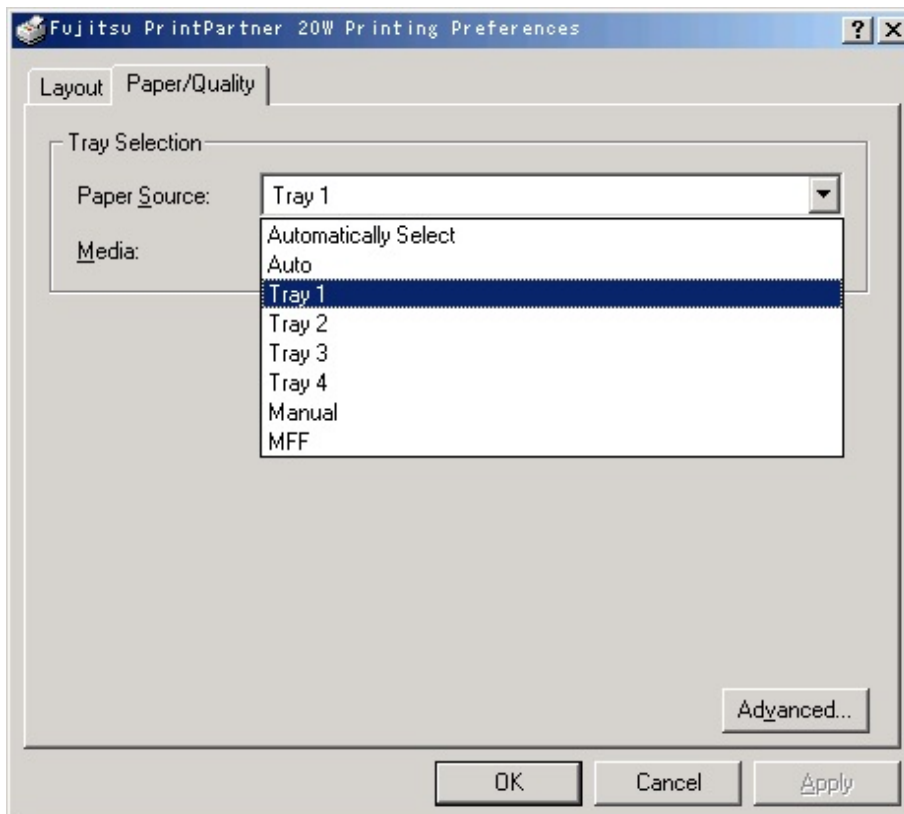 Fujitsu PrintPartner 20W Printing Preferences ? X
Layout Paper/Quality
Tray Selection
Paper Source: Tray 1
Media:
Automatically Select
Auto
Tray 1
Tray 2
Tray 3
Tray 4
Manual
MFF
Advanced...
OK Cancel Apply